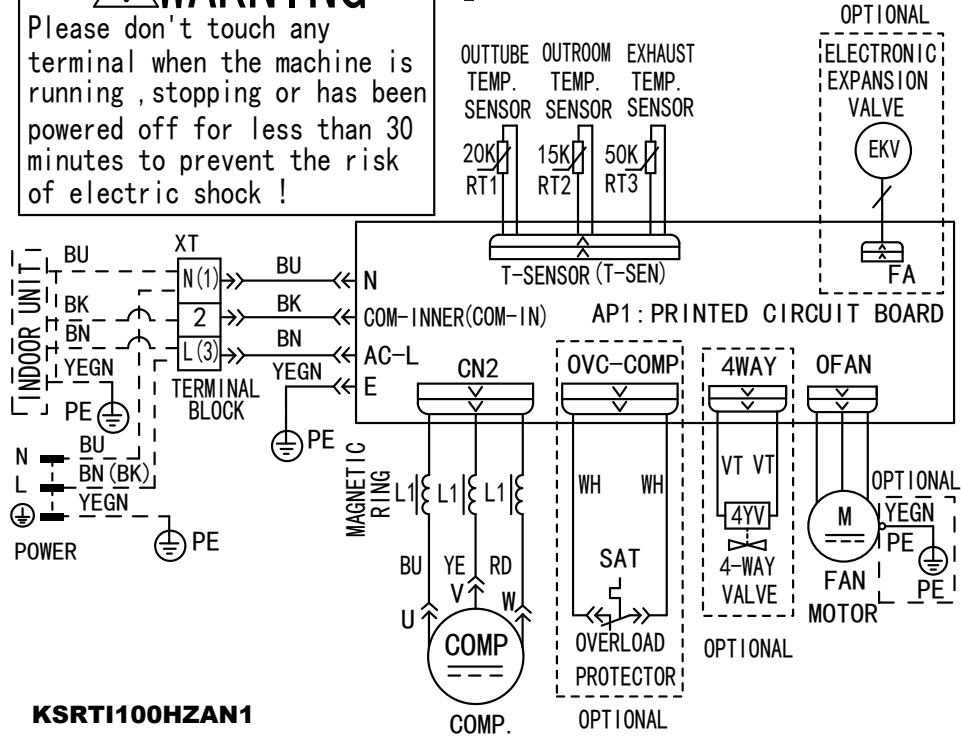 WARNING
Please don't touch any
terminal when the machine is
running ,stopping or has been
powered off for less than 30
minutes to prevent the risk
of electric shock !
OPTIONAL
OUTTUBE TEMP. SENSOR
OUTROOM TEMP. SENSOR
EXHAUST TEMP. SENSOR
ELECTRONIC
EXPANSION
VALVE
20K RT1
15K RT2
50K RT3
EKV
FA
T-SENSOR(T-SEN)
XT
INDOOR UNIT
BU
N(1)
BU
N
BK
2
BK
COM-INNER(COM-IN)
AP1:PRINTED CIRCUIT BOARD
BN
L(3)
BN
AC-L
YEGN
TERMINAL
BLOCK
YEGN
E
PE
PE
CN2
OVC-COMP
4WAY
OFAN
N
BU
L
BN(BK)
YEGN
POWER
PE
MAGNETIC
RING
L1 L1 L1
WH WH
VT VT
OPTIONAL
4YV
M
YEGN
PE
PE
BU YE RD
SAT
4-WAY
VALVE
FAN
MOTOR
U V W
COMP
OVERLOAD
PROTECTOR
OPTIONAL
KSRTI100HZAN1
COMP.
OPTIONAL